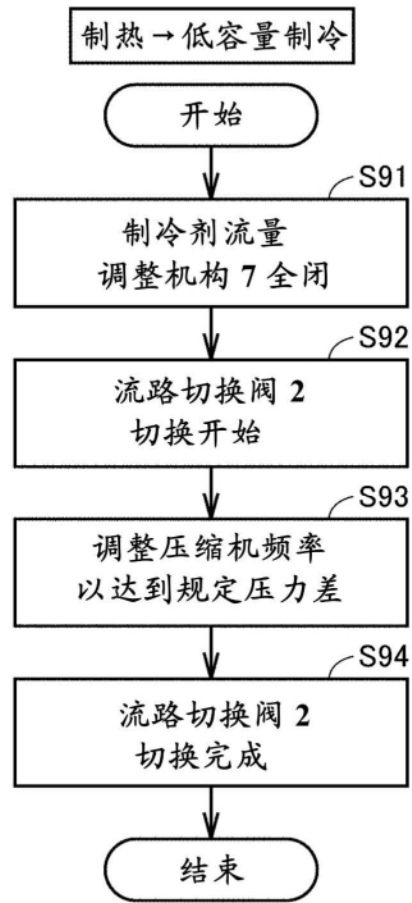 制热→低容量制冷
开始
S91
制冷剂流量
调整机构 7 全闭
S92
流路切换阀 2
切换开始
S93
调整压缩机频率
以达到规定压力差
S94
流路切换阀 2
切换完成
结束